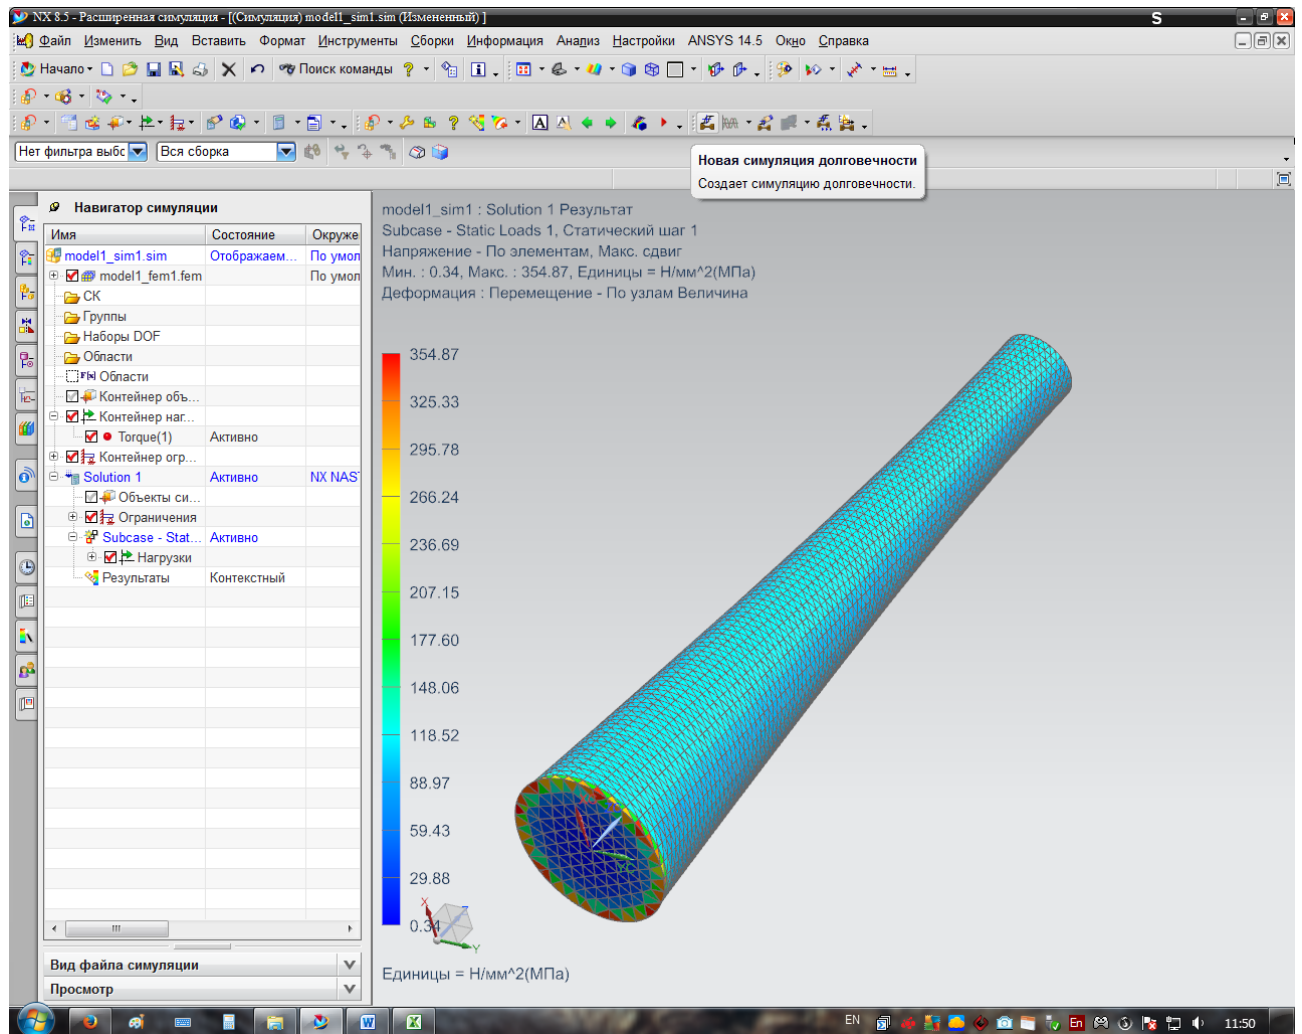 NX 8.5 - Расширенная симуляция - [(Симуляция) model1_sim1.sim (Измененный) ]
S
Файл Изменить Вид Вставить Формат Инструменты Сборки Информация Анализ Настройки ANSYS 14.5 Окно Справка
Начало Поиск команды
Нет фильтра выбс Вся сборка
Новая симуляция долговечности
Создает симуляцию долговечности.
Навигатор симуляции
Имя Состояние Окруже
model1_sim1.sim Отображаем... По умол
model1_fem1.fem По умол
СК
Группы
Наборы DOF
Области
Области
Контейнер объ...
Контейнер наг...
Torque(1) Активно
Контейнер огр...
Solution 1 Активно NX NAS
Объекты си...
Ограничения
Subcase - Stat... Активно
Нагрузки
Результаты Контекстный
Вид файла симуляции
Просмотр
model1_sim1 : Solution 1 Результат
Subcase - Static Loads 1, Статический шаг 1
Напряжение - По элементам, Макс. сдвиг
Мин. : 0.34, Макс. : 354.87, Единицы = Н/мм^2(МПа)
Деформация : Перемещение - По узлам Величина
354.87
325.33
295.78
266.24
236.69
207.15
177.60
148.06
118.52
88.97
59.43
29.88
0.34
X
Z
Y
Единицы = Н/мм^2(МПа)
EN
En
11:50